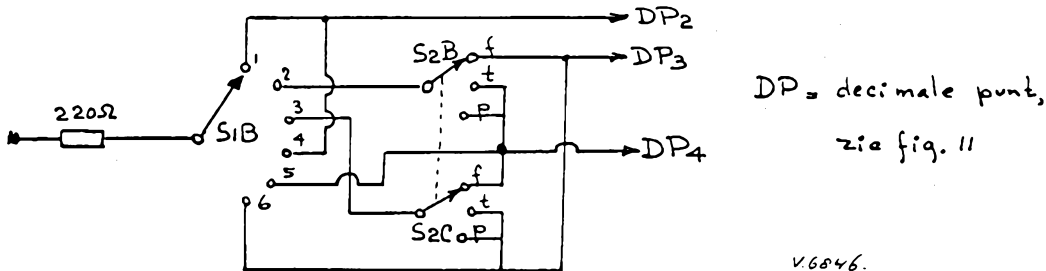 DP2
f
S2B
DP3
1
2
t
DP = decimale punt,
220Ω
3
p
S1B
4
zie fig. 11
DP4
5
f
6
t
S2C
p
V.6846.